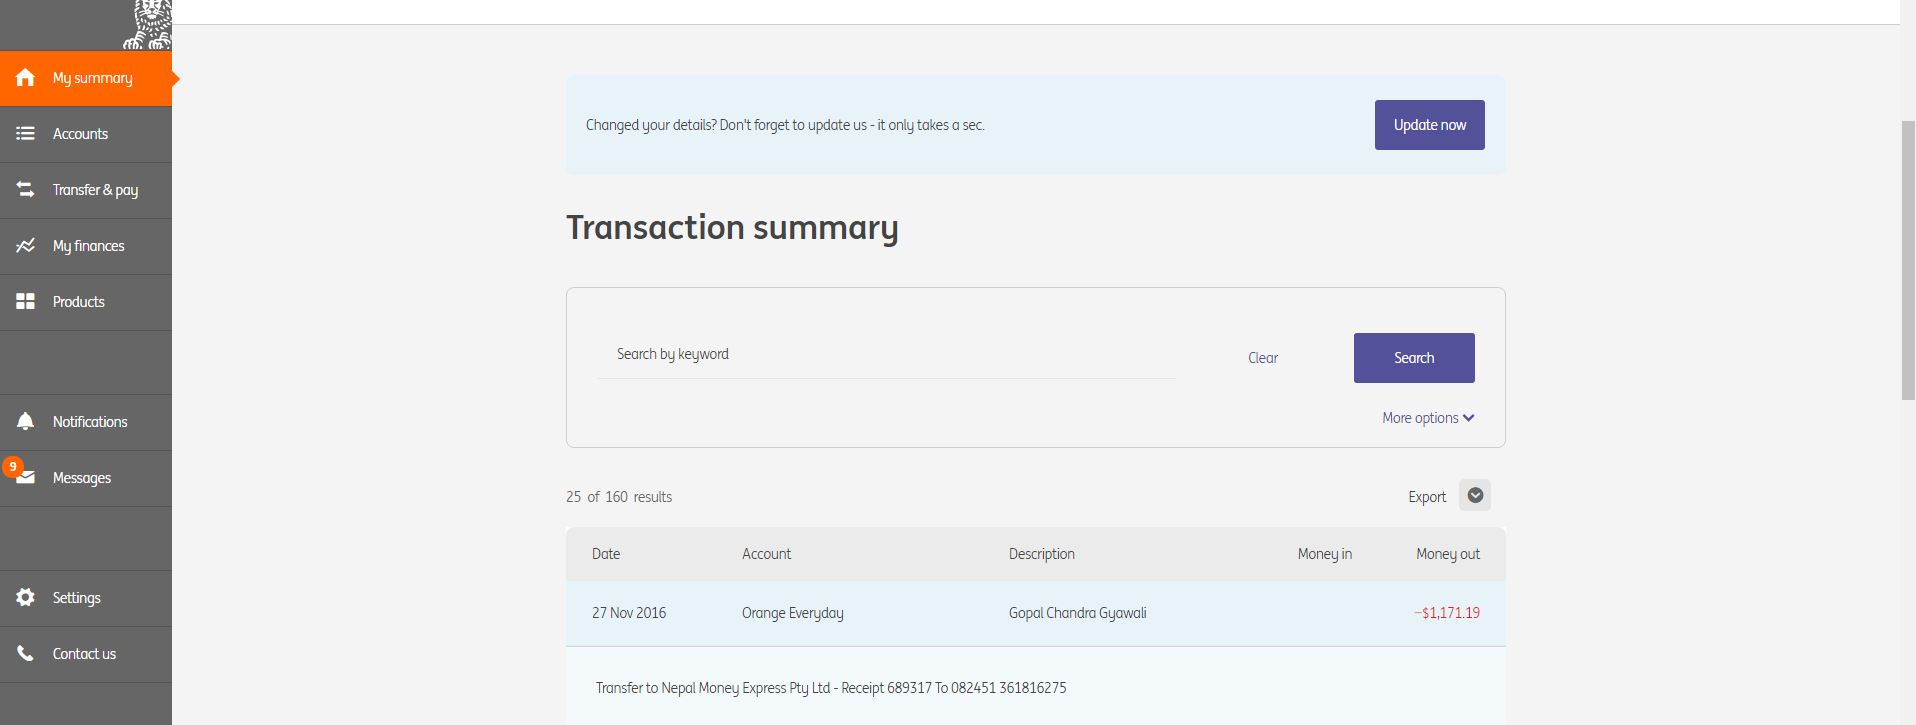 My summary
Accounts
Transfer & pay
My finances
Products
Notifications
9
Messages
Settings
Contact us
Changed your details? Don't forget to update us - it only takes a sec.
Update now
Transaction summary
Search by keyword
Clear
Search
More options
25 of 160 results
Export
Date Account Description Money in Money out
27 Nov 2016 Orange Everyday Gopal Chandra Gyawali –$1,171.19
Transfer to Nepal Money Express Pty Ltd - Receipt 689317 To 082451 361816275